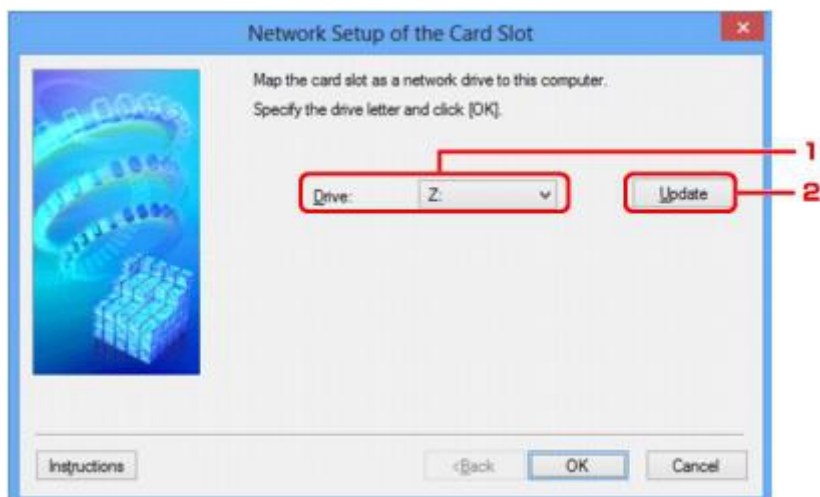 Network Setup of the Card Slot
Map the card slot as a network drive to this computer.
Specify the drive letter and click [OK].
1
Drive: Z: Update 2
Instructions <Back OK Cancel